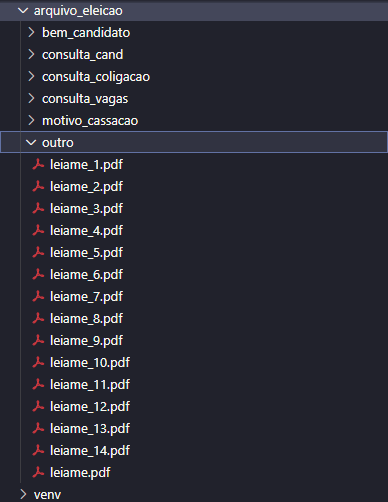 arquivo_eleicao
bem_candidato
consulta_cand
consulta_coligacao
consulta_vagas
motivo_cassacao
outro
leiame_1.pdf
leiame_2.pdf
leiame_3.pdf
leiame_4.pdf
leiame_5.pdf
leiame_6.pdf
leiame_7.pdf
leiame_8.pdf
leiame_9.pdf
leiame_10.pdf
leiame_11.pdf
leiame_12.pdf
leiame_13.pdf
leiame_14.pdf
leiame.pdf
venv